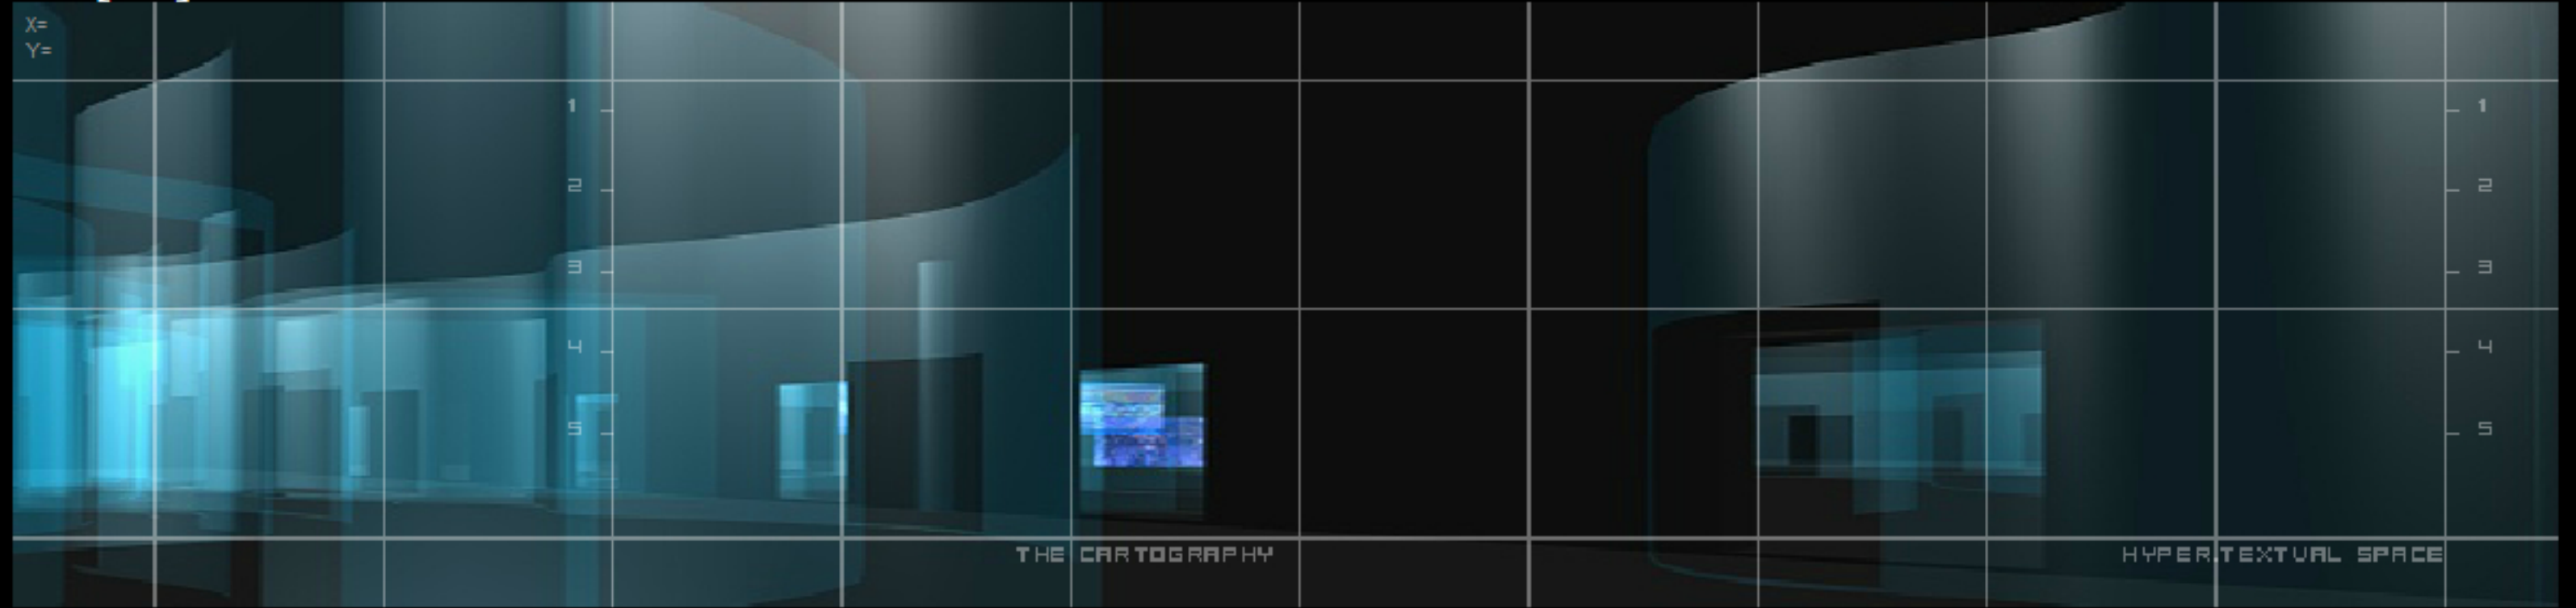 X=
Y=
1
2
3
4
5
1
2
3
4
5
THE CARTOGRAPHY
HYPER.TEXTUAL SPACE